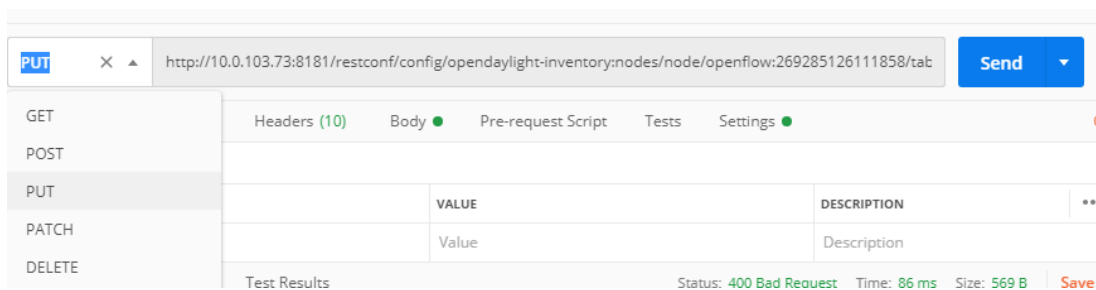 PUT http://10.0.103.73:8181/restconf/config/opendaylight-inventory:nodes/node/openflow:269285126111858/tab Send
GET
Headers (10) Body Pre-request Script Tests Settings
POST
PUT
VALUE DESCRIPTION
PATCH
Value Description
DELETE
Test Results Status: 400 Bad Request Time: 86 ms Size: 569 B Save